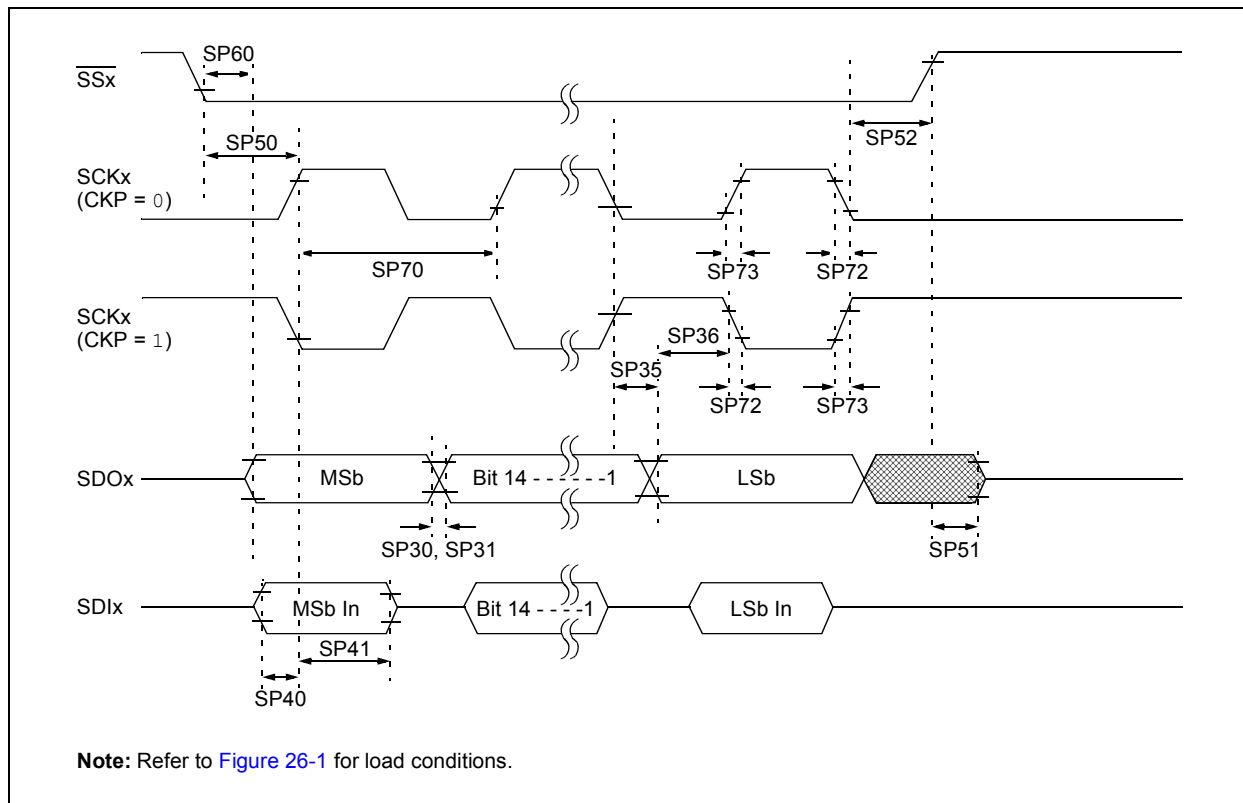 SP60
SSx
SP50
SP52
SCKx
(CKP = 0)
SP70
SP73
SP72
SCKx
(CKP = 1)
SP36
SP35
SP72
SP73
SDOx
MSb
Bit 14 - - - - - -1
LSb
SP30, SP31
SP51
SDIx
MSb In
Bit 14 - - - -1
LSb In
SP41
SP40
Note: Refer to Figure 26-1 for load conditions.